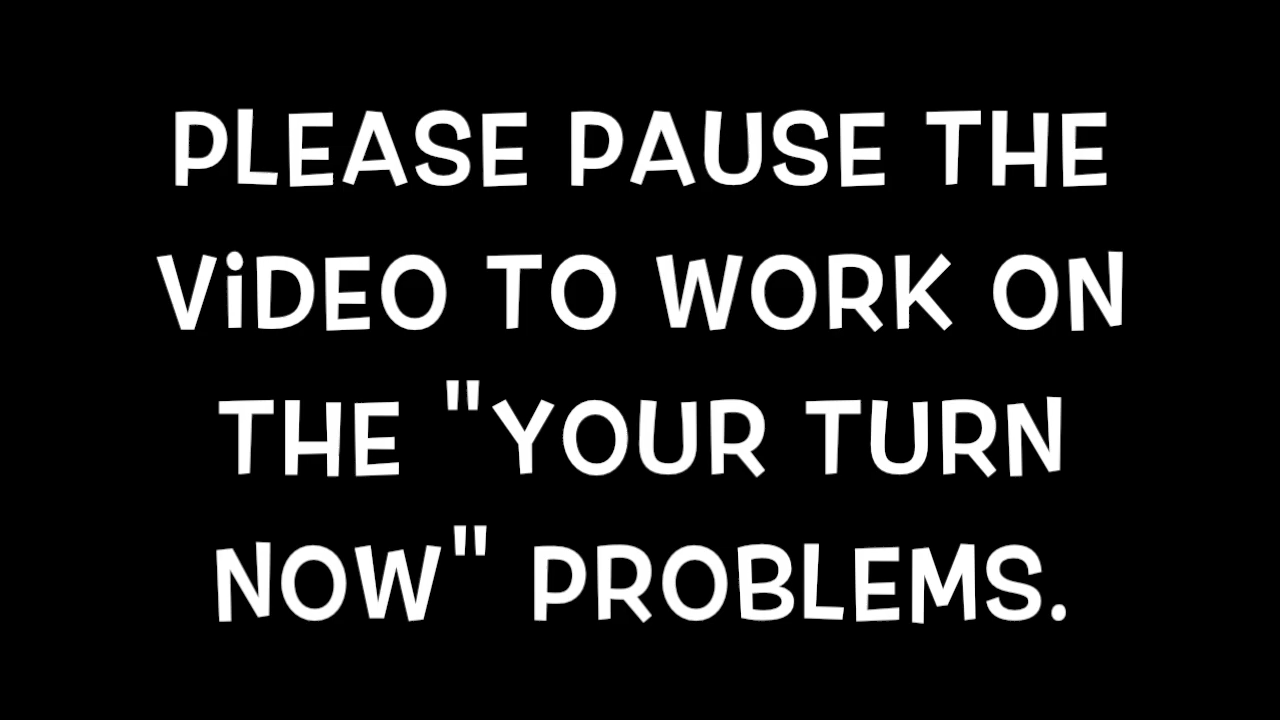 PLEASE PAUSE THE
ViDEO TO WORK ON
THE "YOUR TURN
NOW" PROBLEMS.